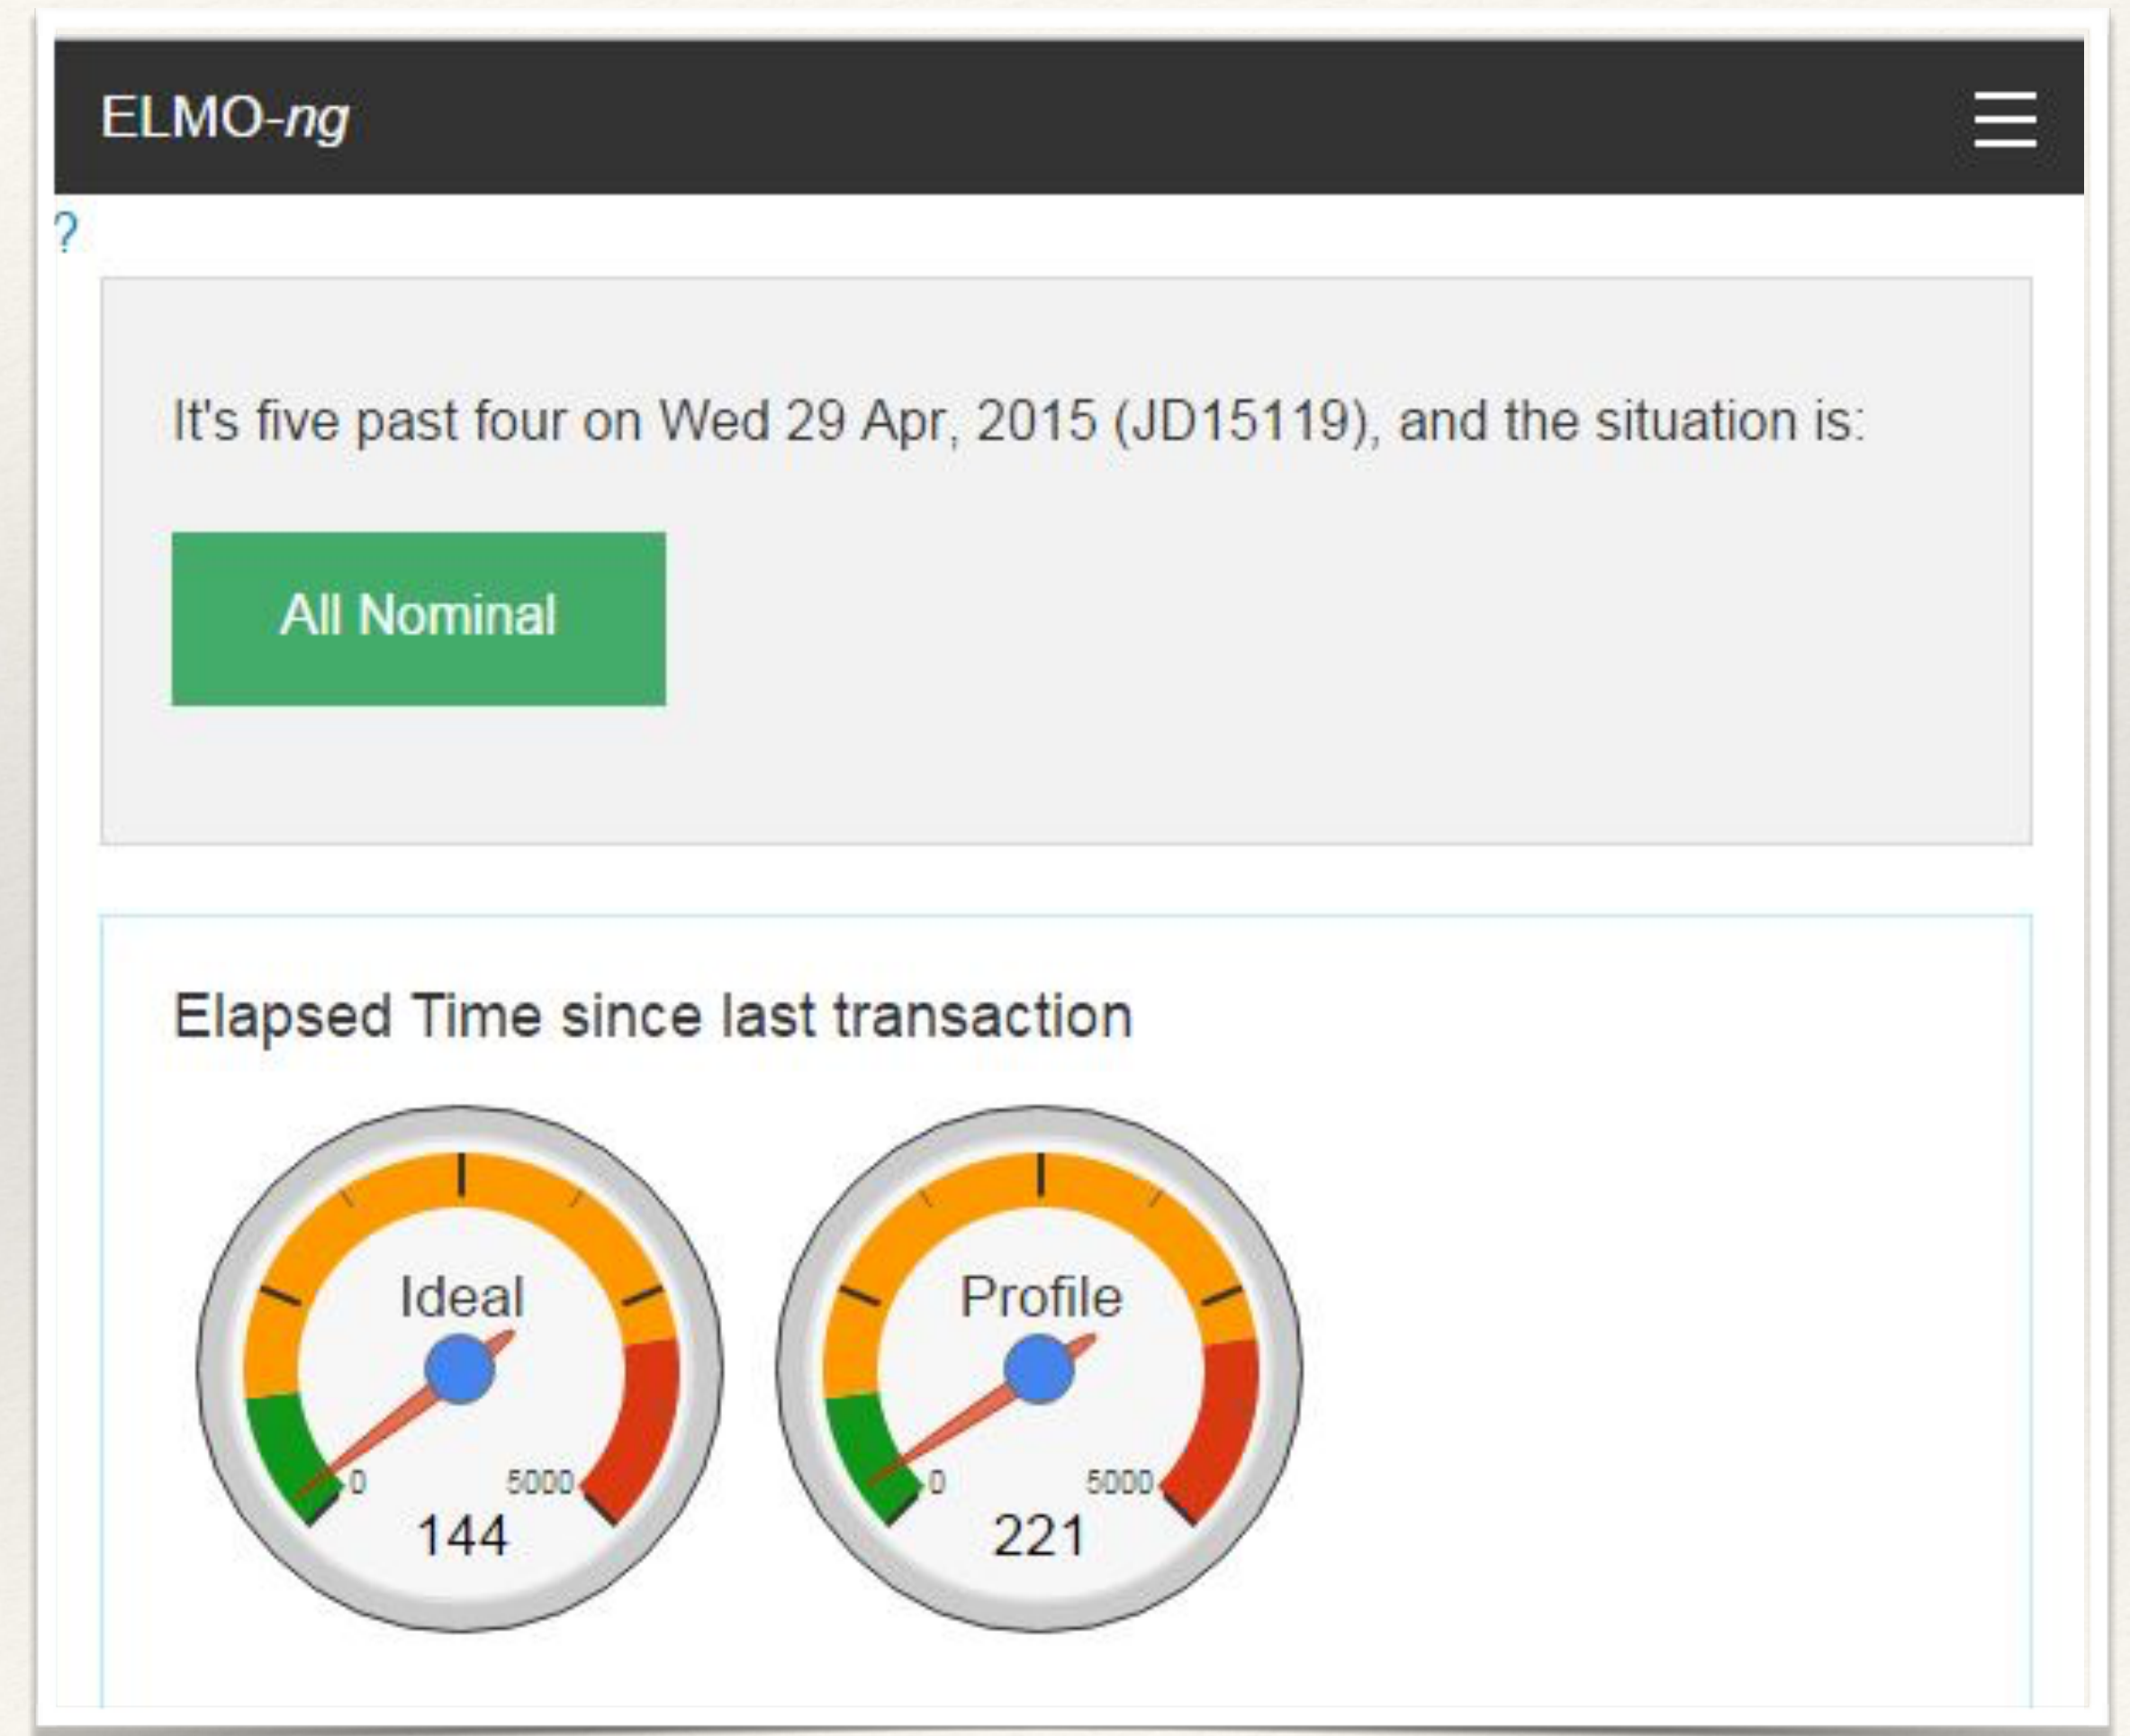 ELMO-ng
?
It's five past four on Wed 29 Apr, 2015 (JD15119), and the situation is:
All Nominal
Elapsed Time since last transaction
Ideal
0
5000
144
Profile
0
5000
221